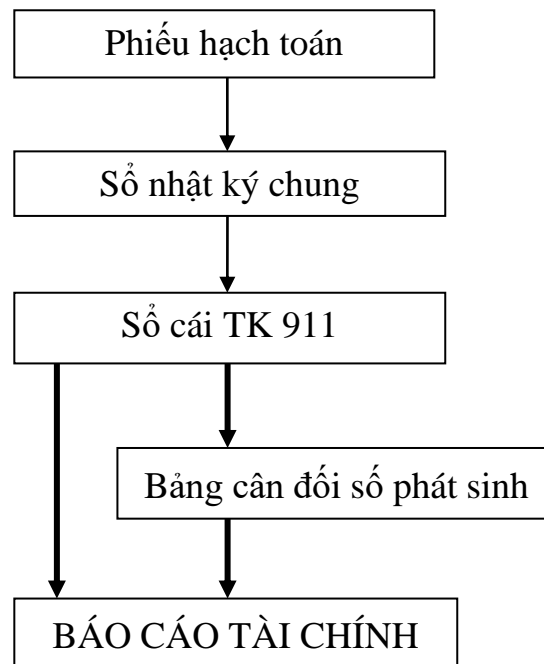 Phiếu hạch toán
Sổ nhật ký chung
Sổ cái TK 911
Bảng cân đối số phát sinh
BÁO CÁO TÀI CHÍNH